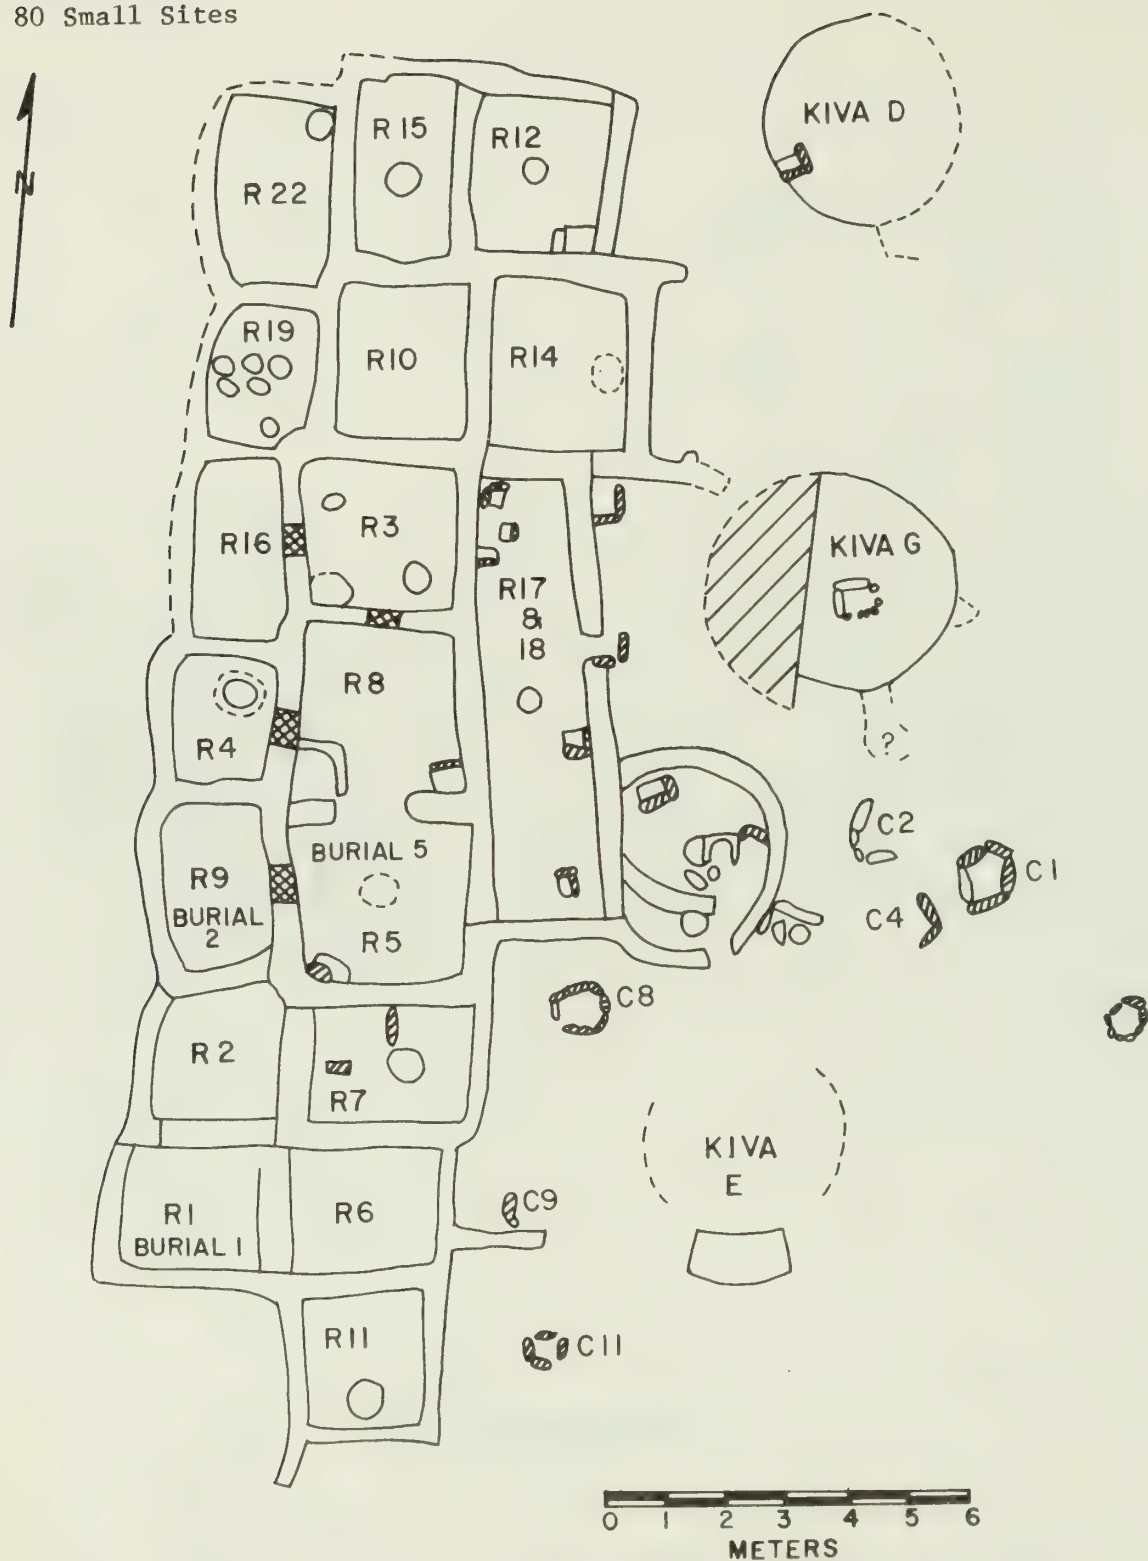 80 Small Sites
N
KIVA D
R 15
R12
R 22
R19
R10
R14
R16
R3
R17
&
18
KIVA G
R8
R4
?
BURIAL 5
R9
BURIAL
2
R5
C2
C1
C4
C8
R 2
R7
KIVA
E
R1
BURIAL 1
R6
C9
R11
C11
0 1 2 3 4 5 6
METERS